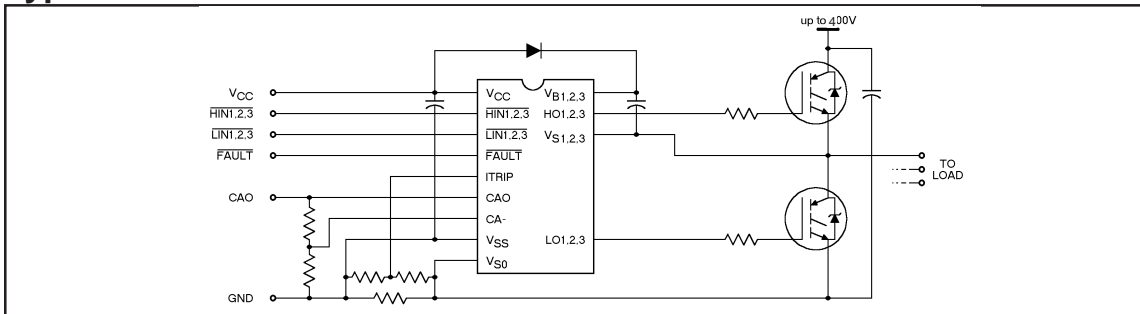 up to 400V
VCC
HIN1,2,3
LIN1,2,3
FAULT
CAO
GND
VCC
HIN1,2,3
LIN1,2,3
FAULT
ITRIP
CAO
CA-
VSS
VS0
VB1,2,3
HO1,2,3
VS1,2,3
LO1,2,3
TO
LOAD